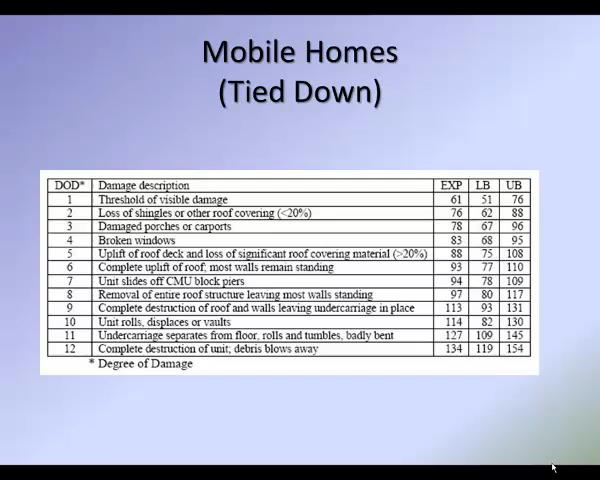 Mobile Homes
(Tied Down)
DOD* Damage description EXP LB UB
1 Threshold of visible damage 61 51 76
2 Loss of shingles or other roof covering (<20%) 76 62 88
3 Damaged porches or carports 78 67 96
4 Broken windows 83 68 95
5 Uplift of roof deck and loss of significant roof covering material (>20%) 88 75 108
6 Complete uplift of roof; most walls remain standing 93 77 110
7 Unit slides off CMU block piers 94 78 109
8 Removal of entire roof structure leaving most walls standing 97 80 117
9 Complete destruction of roof and walls leaving undercarriage in place 113 93 131
10 Unit rolls, displaces or vaults 114 82 130
11 Undercarriage separates from floor, rolls and tumbles, badly bent 127 109 145
12 Complete destruction of unit; debris blows away 134 119 154
* Degree of Damage